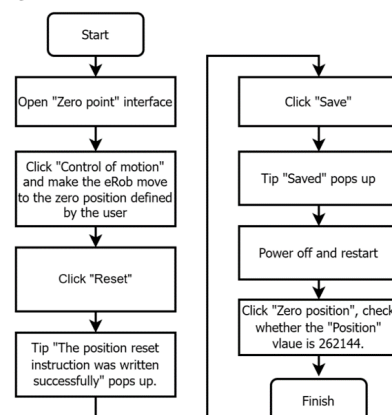 Start
Open "Zero point" interface
Click "Control of motion"
and make the eRob move
to the zero position defined
by the user
Click "Reset"
Tip "The position reset
instruction was written
successfully" pops up.
Click "Save"
Tip "Saved" pops up
Power off and restart
Click "Zero position", check
whether the "Position"
vlaue is 262144.
Finish